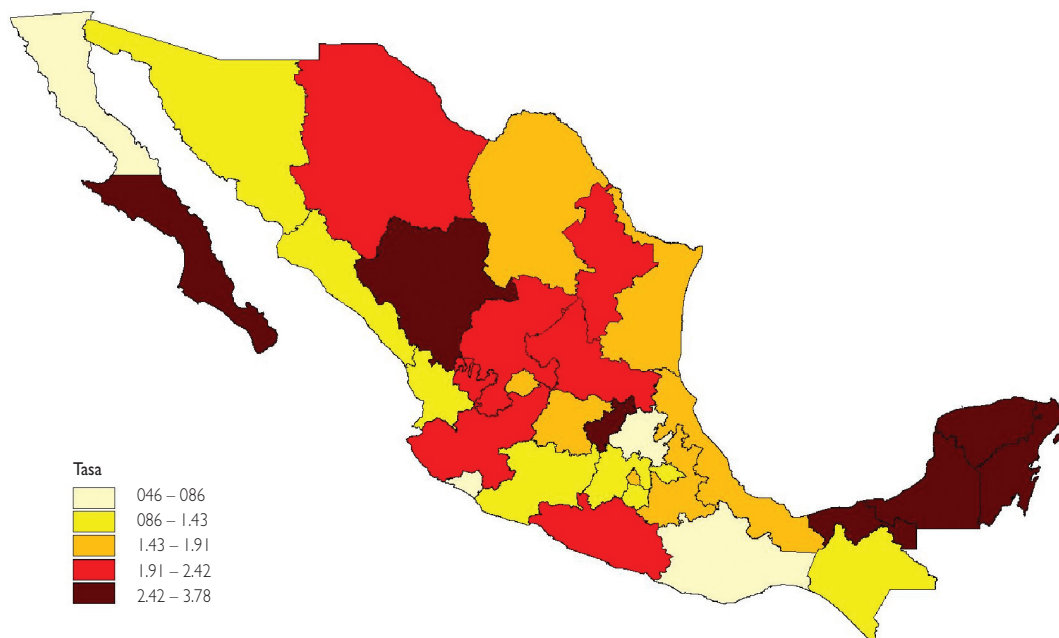 Tasa
046 – 086
086 – 1.43
1.43 – 1.91
1.91 – 2.42
2.42 – 3.78